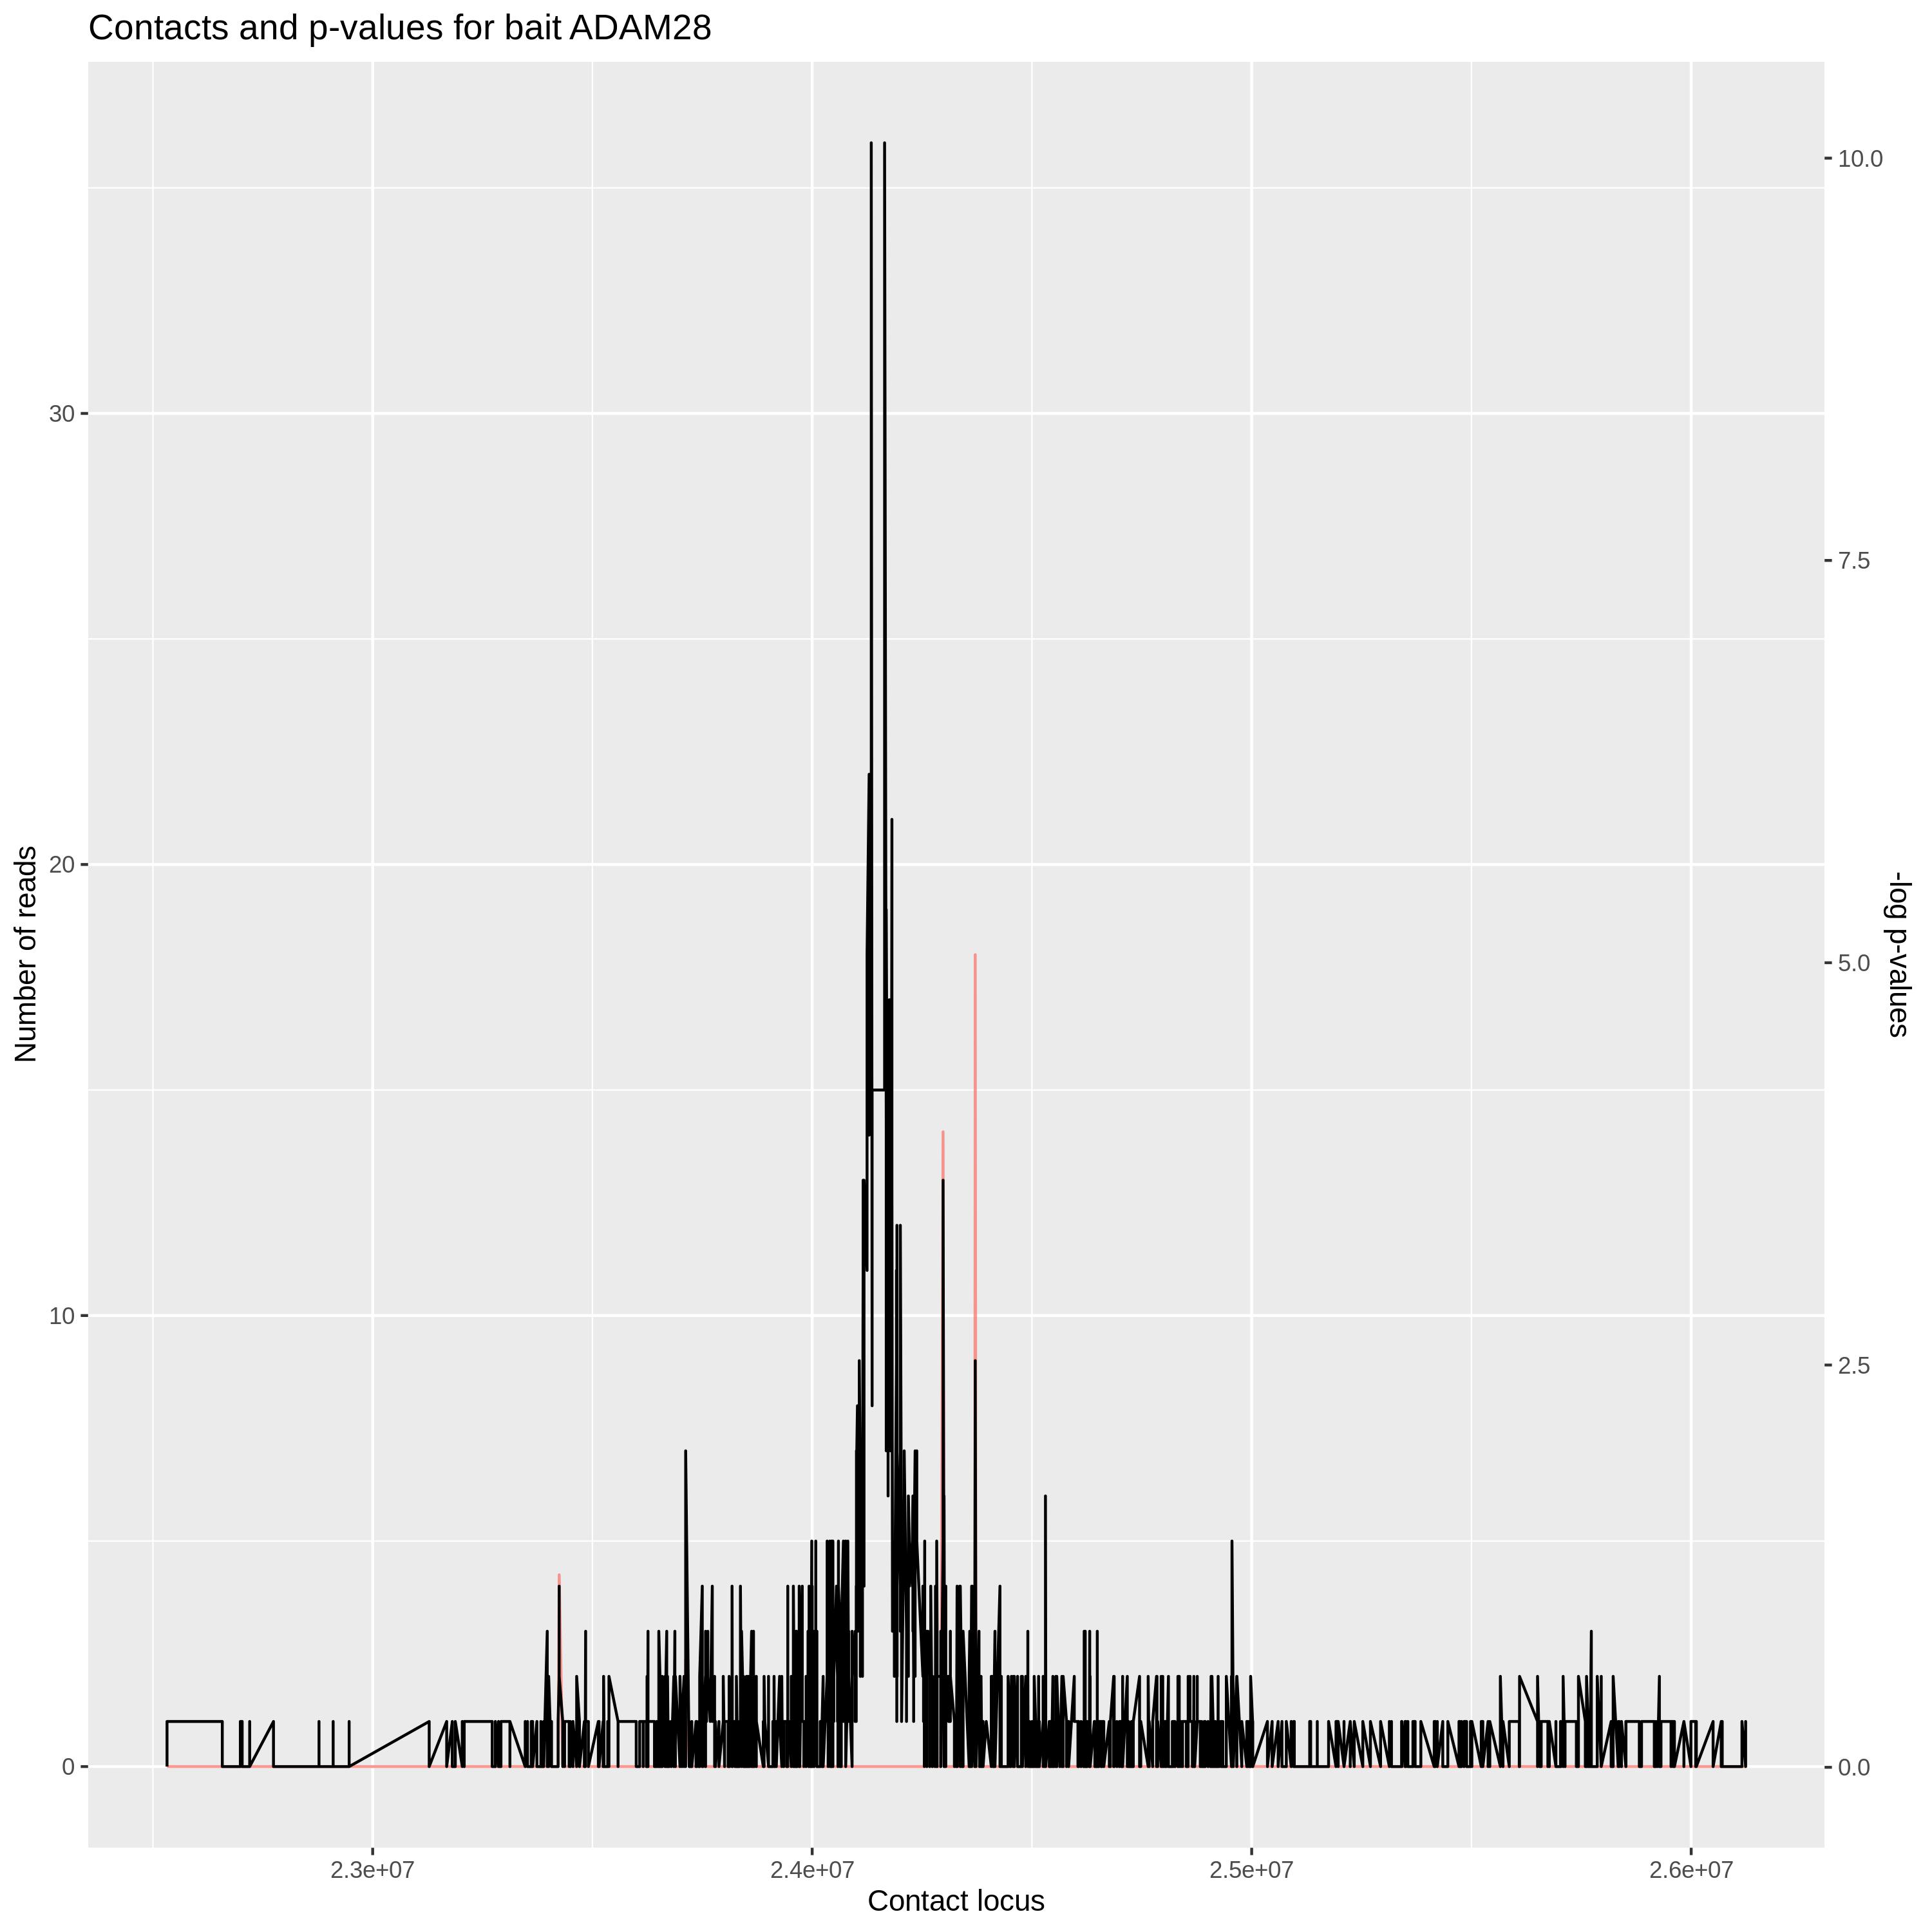 Contacts and p-values for bait ADAM28
Number of reads
30
20
10
0
10.0
7.5
5.0
2.5
0.0
-log p-values
2.3e+07
2.4e+07
2.5e+07
2.6e+07
Contact locus